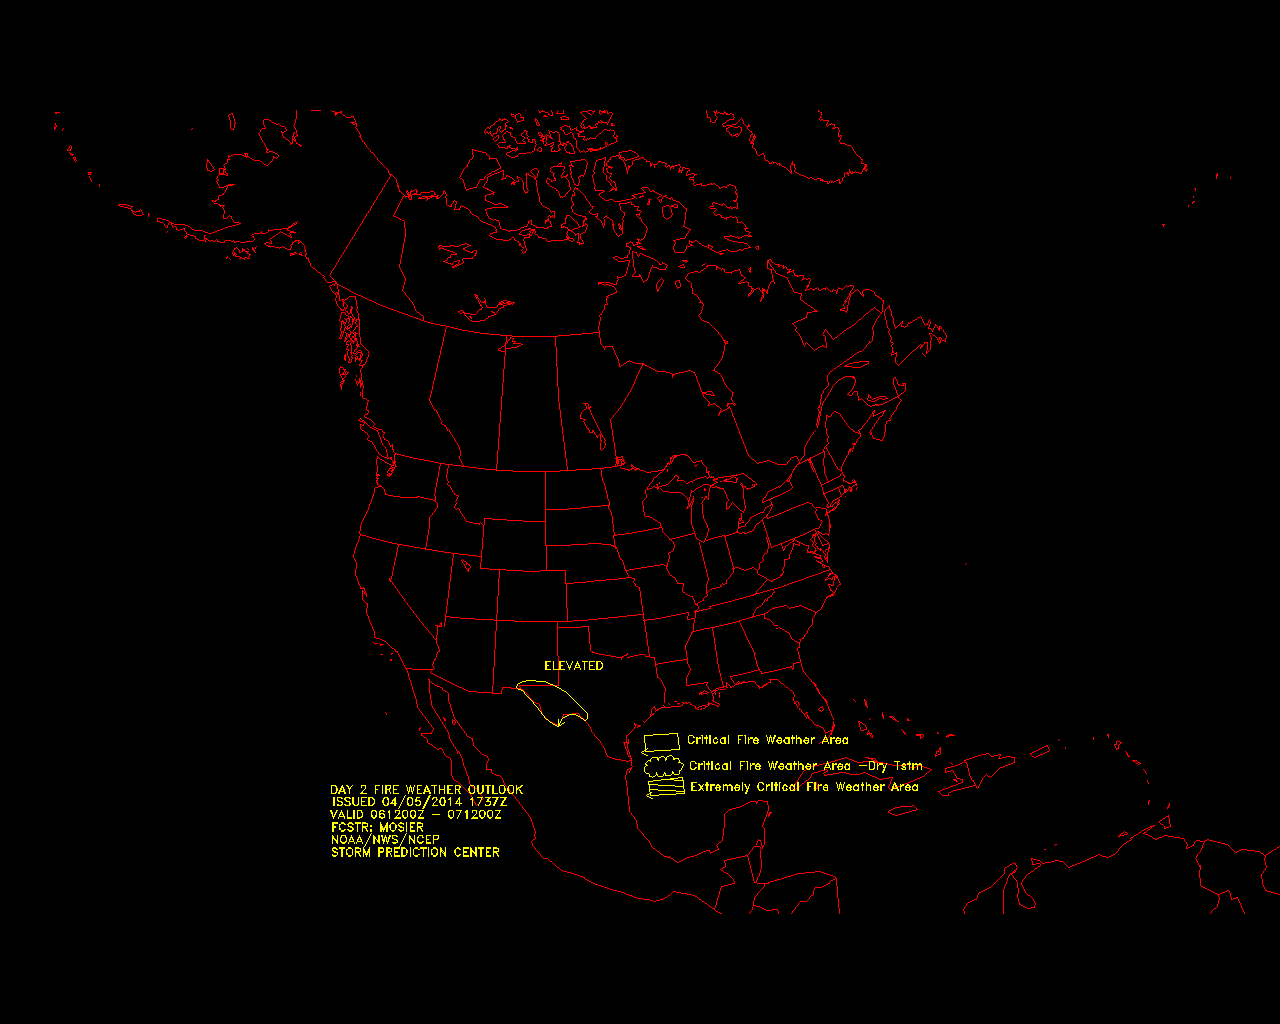 ELEVATED
Critical Fire Weather Area
Critical Fire Weather Area -Dry Tstm
Extremely Critical Fire Weather Area
DAY 2 FIRE WEATHER OUTLOOK
ISSUED 04/05/2014 1737Z
VALID 061200Z - 071200Z
FCSTR: MOSIER
NOAA/NWS/NCEP
STORM PREDICTION CENTER